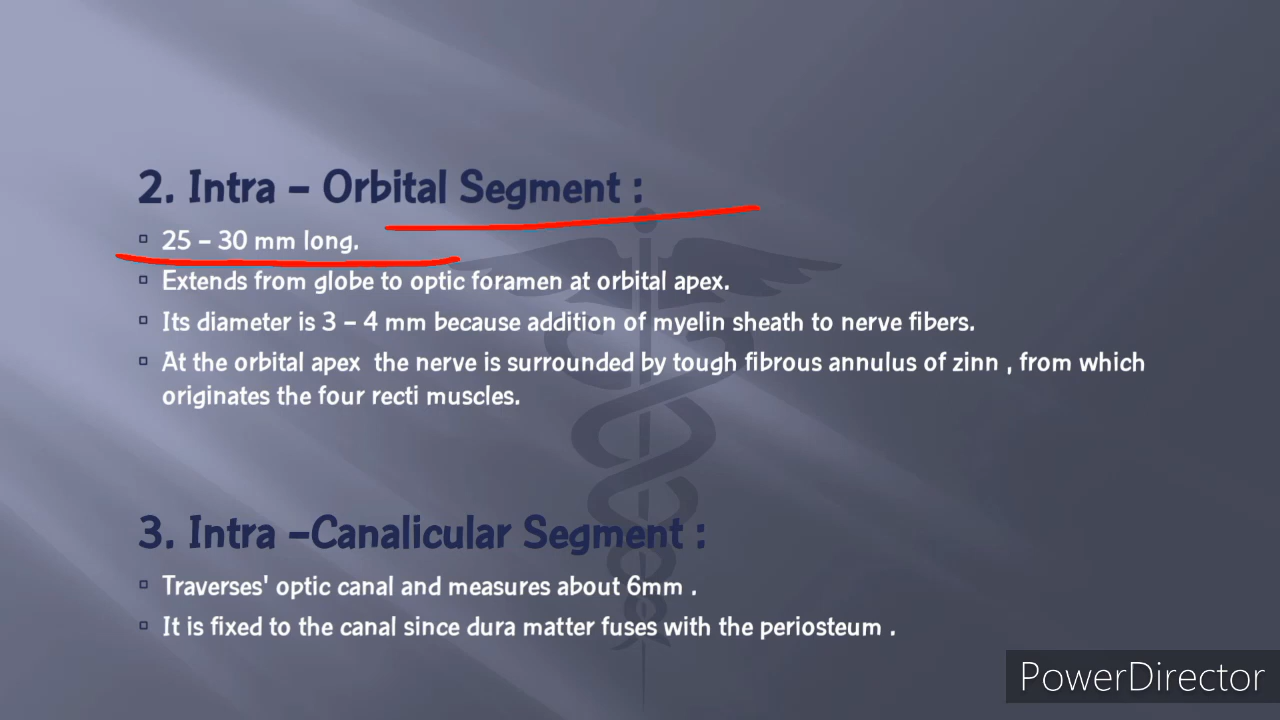 2. Intra - Orbital Segment :
25 - 30 mm long.
Extends from globe to optic foramen at orbital apex.
Its diameter is 3 - 4 mm because addition of myelin sheath to nerve fibers.
At the orbital apex the nerve is surrounded by tough fibrous annulus of zinn , from which
originates the four recti muscles.
3. Intra -Canalicular Segment :
Traverses' optic canal and measures about 6mm .
It is fixed to the canal since dura matter fuses with the periosteum .
PowerDirector